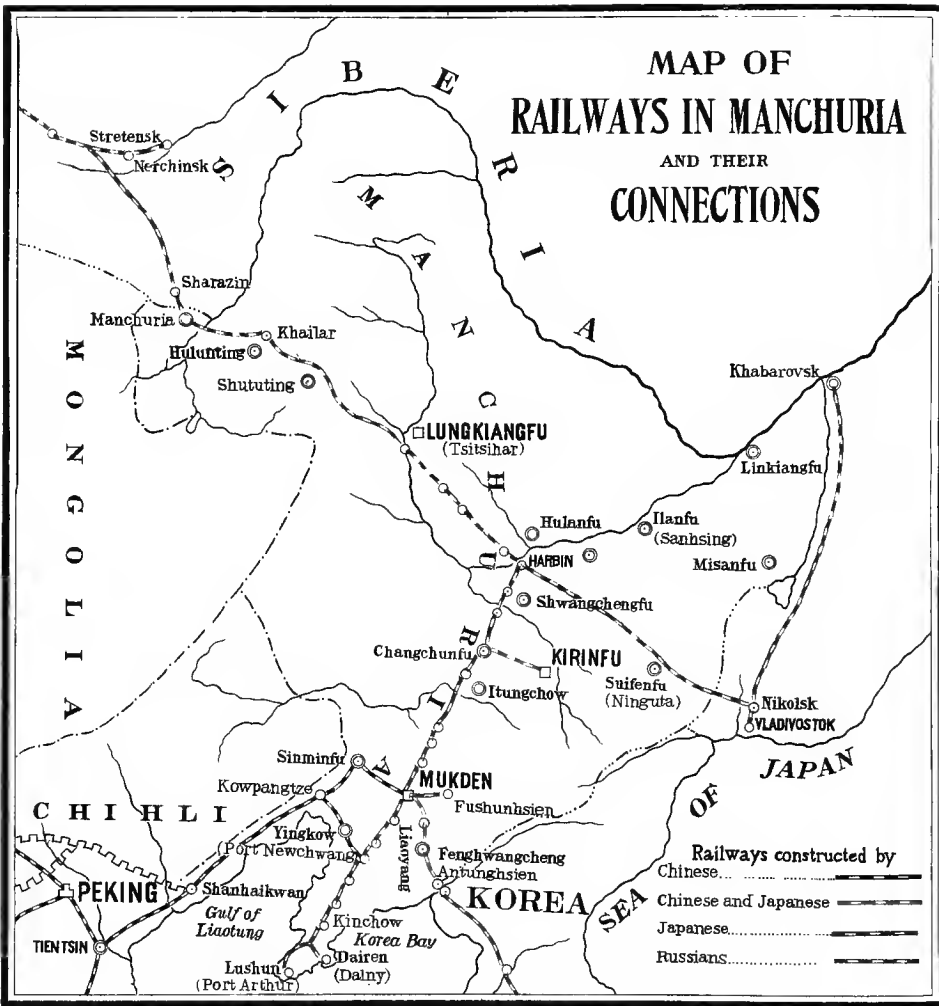 MAP OF
RAILWAYS IN MANCHURIA
AND THEIR
CONNECTIONS
SIBERIA
MANCHURIA
MONGOLIA
Stretensk
Nerchinsk
Sharazin
Manchuria
Khailar
Hulunting
Shututing
Khabarovsk
LUNGKIANGFU
(Tsitsihar)
Linkiangfu
Hulanfu
Ilanfu
(Sanhsing)
HARBIN
Misanfu
Shwangchengfu
Changchunfu
KIRINFU
Itungchow
Suifenfu
(Ninguta)
Nikolsk
VLADIVOSTOK
Sinminfu
MUKDEN
Kowpangtze
Fushunhsien
SEA OF JAPAN
CHIHLI
Yingkow
(Port Newchwang)
Liaoyang
Fenghwangcheng
Antunghsien
PEKING
Shanhaikwan
KOREA
Gulf of
Liaotung
Kinchow
Korea Bay
TIENTSIN
Lushun
(Port Arthur)
Dairen
(Dalny)
Railways constructed by
Chinese
Chinese and Japanese
Japanese
Russians